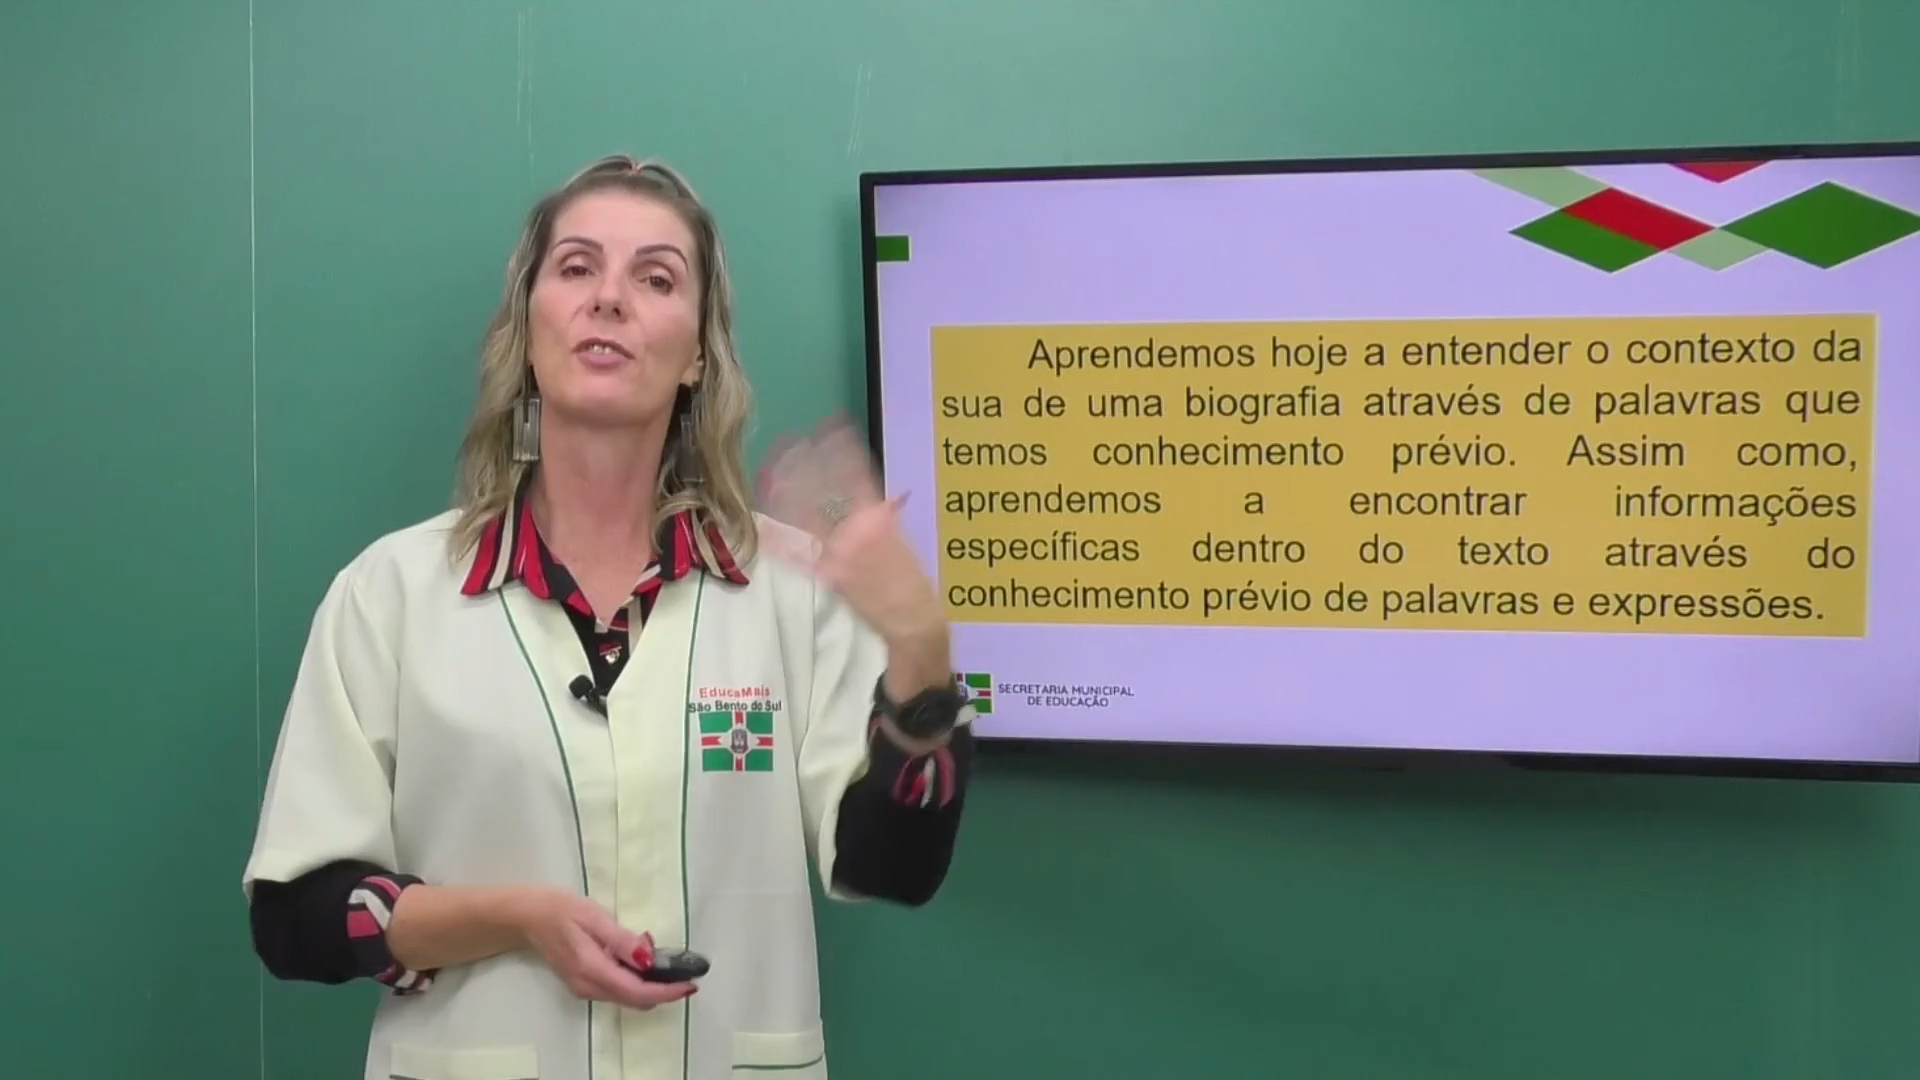 Aprendemos hoje a entender o contexto da
sua de uma biografia através de palavras que
temos conhecimento prévio. Assim como,
aprendemos a encontrar informações
específicas dentro do texto através do
conhecimento prévio de palavras e expressões.
EducaMais
São Bento do Sul
SECRETARIA MUNICIPAL
DE EDUCAÇÃO